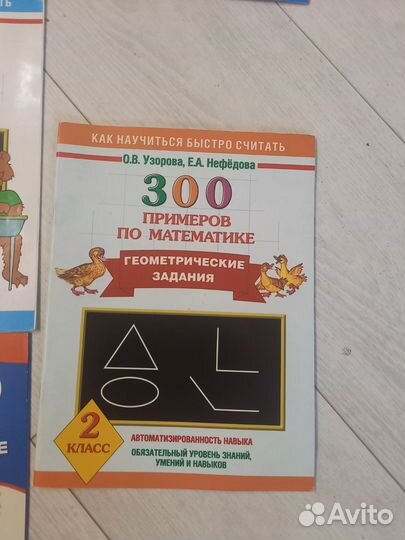 КАК НАУЧИТЬСЯ БЫСТРО СЧИТАТЬ
О.В. Узорова, Е.А. Нефёдова
300
ПРИМЕРОВ
ПО МАТЕМАТИКЕ
ГЕОМЕТРИЧЕСКИЕ
ЗАДАНИЯ
2
КЛАСС
АВТОМАТИЗИРОВАННОСТЬ НАВЫКА
ОБЯЗАТЕЛЬНЫЙ УРОВЕНЬ ЗНАНИЙ,
УМЕНИЙ И НАВЫКОВ
Avito